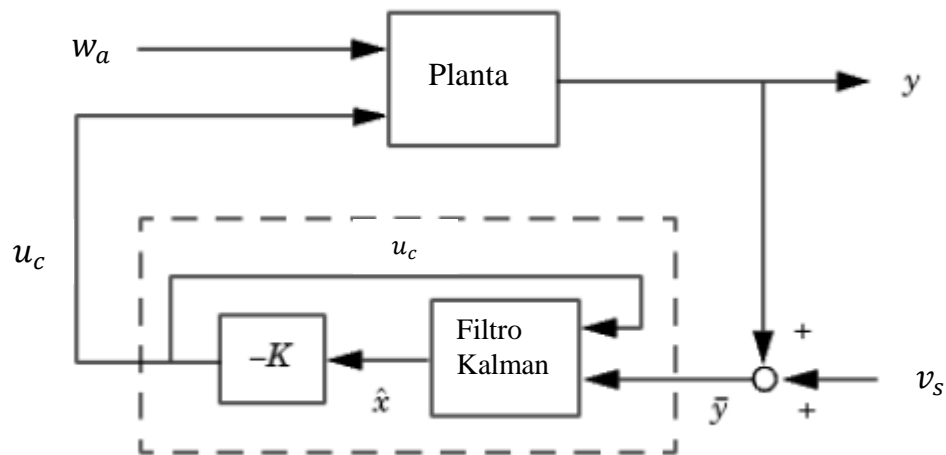 w_a
Planta
y
u_c
u_c
Filtro
Kalman
–K
x̂
ȳ
+
+
v_s